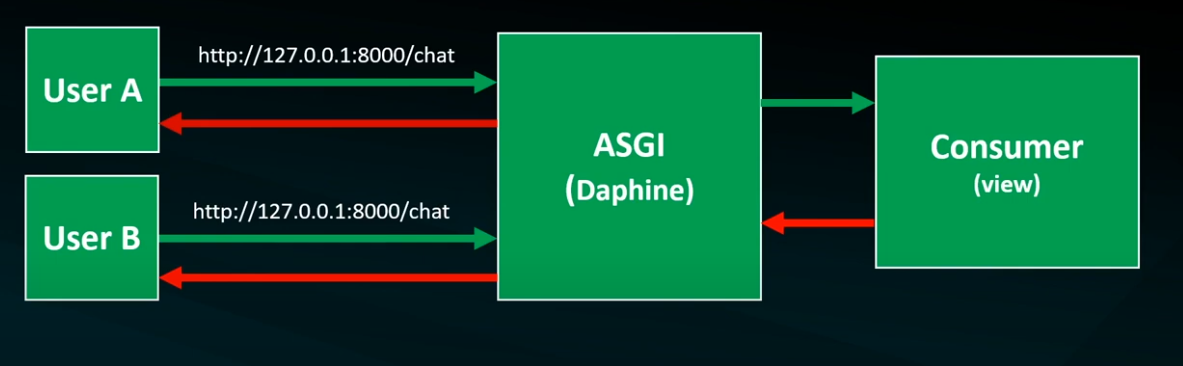 User A
http://127.0.0.1:8000/chat
User B
http://127.0.0.1:8000/chat
ASGI
(Daphine)
Consumer
(view)